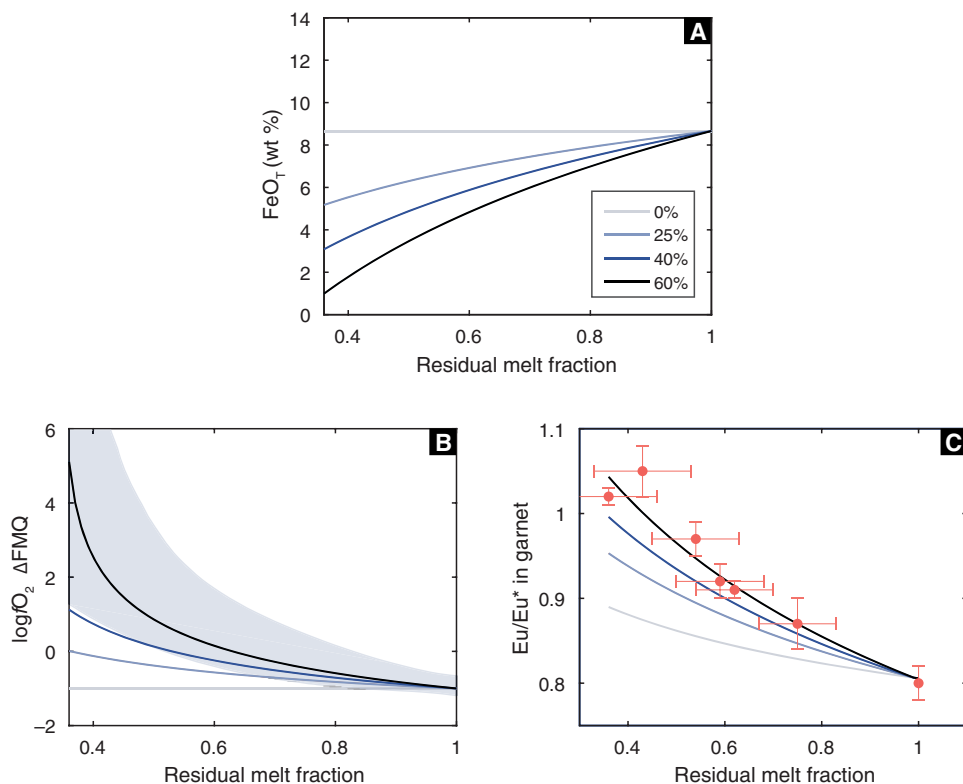 A
14
12
10
8
6
4
2
0
FeOT (wt %)
0%
25%
40%
60%
0.4 0.6 0.8 1
Residual melt fraction
B
6
4
2
0
−2
logfO2 ΔFMQ
0.4 0.6 0.8 1
Residual melt fraction
C
1.1
1
0.9
0.8
Eu/Eu* in garnet
0.4 0.6 0.8 1
Residual melt fraction